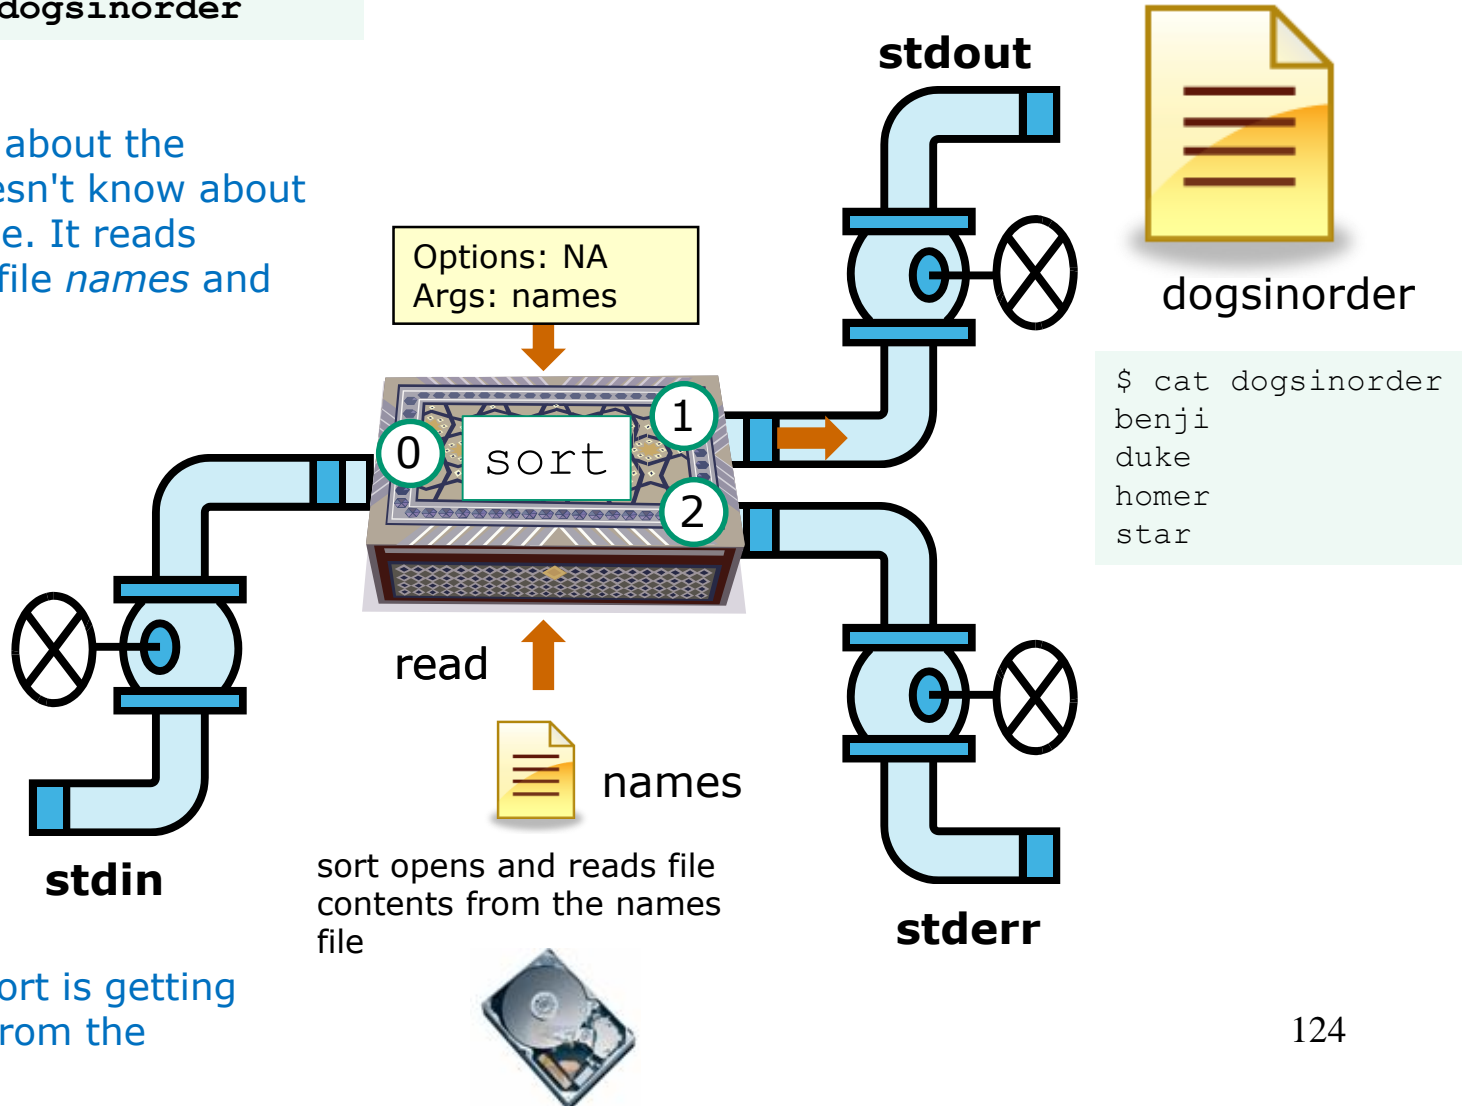 dogsinorder
stdout
about the
esn't know about
e. It reads
file names and
Options: NA
Args: names
dogsinorder
$ cat dogsinorder
benji
duke
homer
star
0
1
2
sort
read
names
stdin
sort opens and reads file
contents from the names
file
stderr
ort is getting
rom the
124